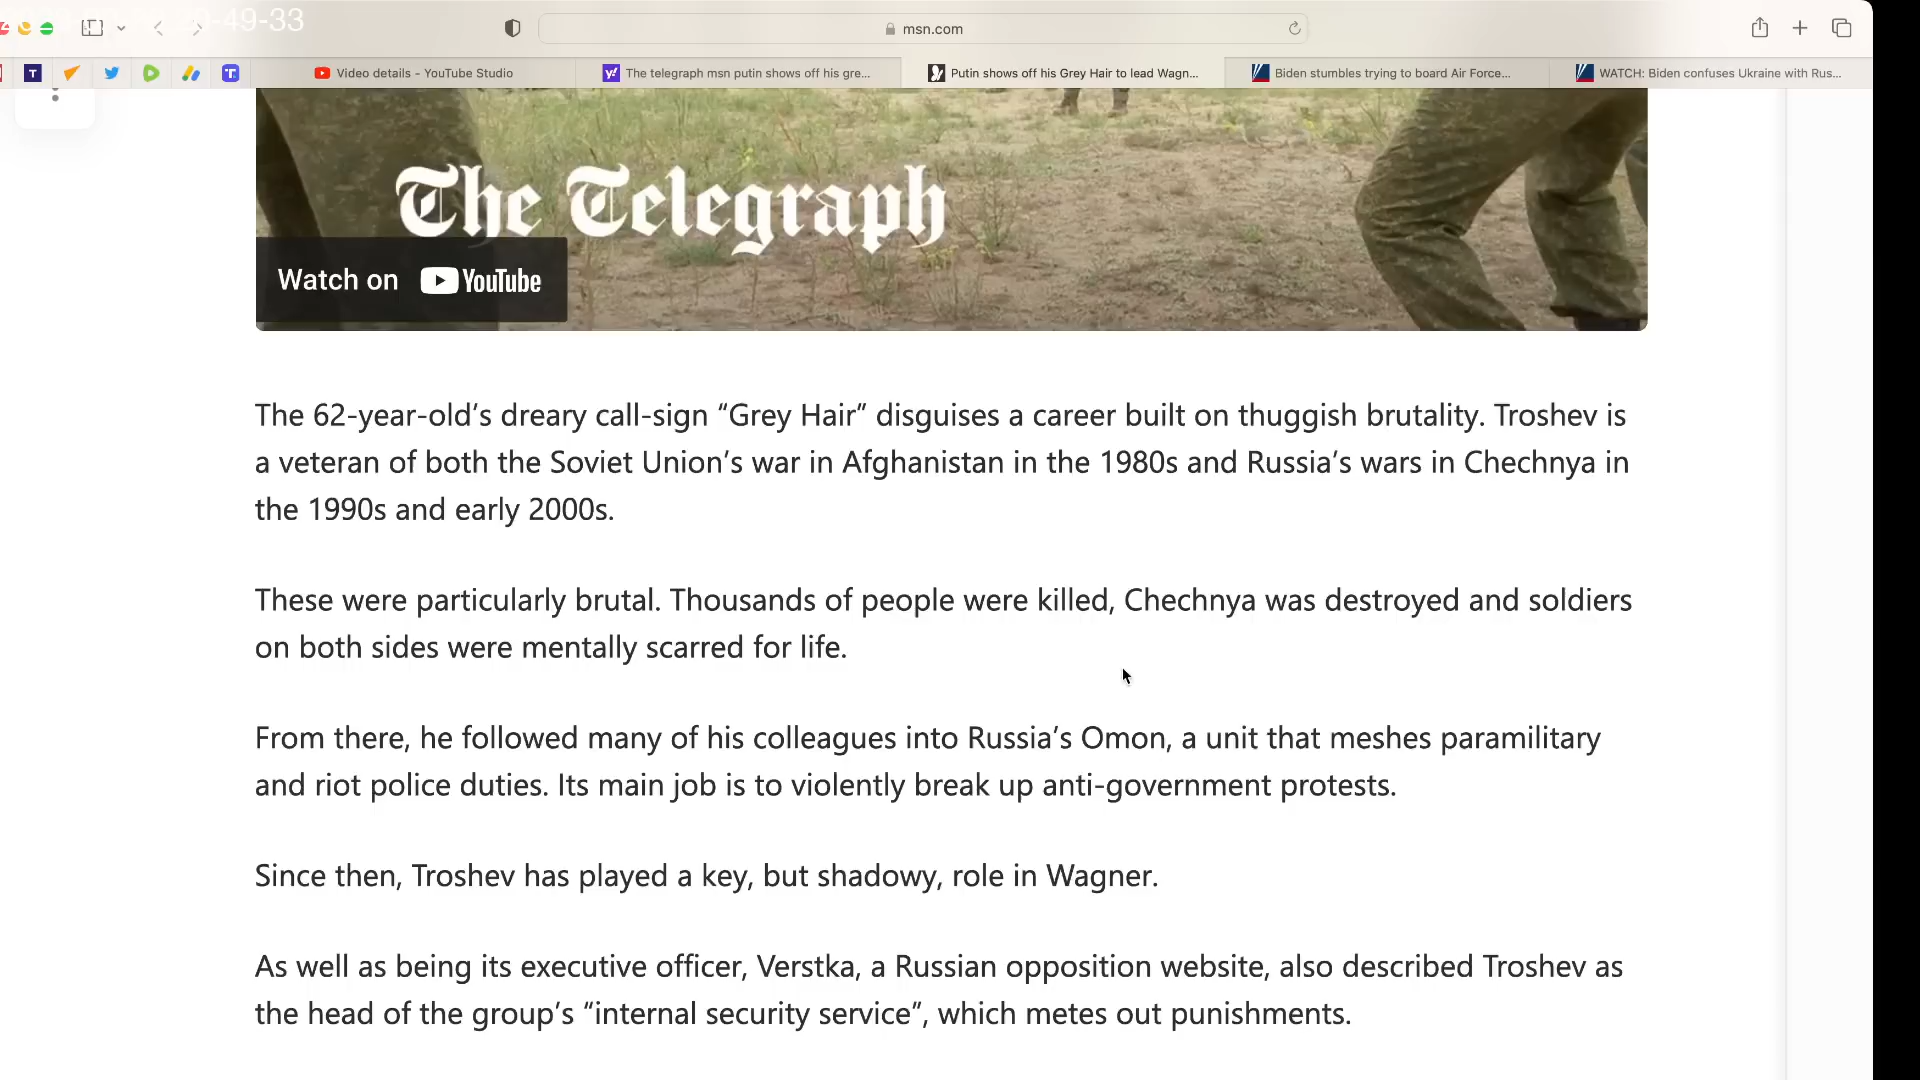 0-49-33
msn.com
Video details - YouTube Studio
The telegraph msn putin shows off his gre...
Putin shows off his Grey Hair to lead Wagn...
Biden stumbles trying to board Air Force...
WATCH: Biden confuses Ukraine with Rus...
The Telegraph
Watch on YouTube
The 62-year-old’s dreary call-sign “Grey Hair” disguises a career built on thuggish brutality. Troshev is
a veteran of both the Soviet Union’s war in Afghanistan in the 1980s and Russia’s wars in Chechnya in
the 1990s and early 2000s.
These were particularly brutal. Thousands of people were killed, Chechnya was destroyed and soldiers
on both sides were mentally scarred for life.
From there, he followed many of his colleagues into Russia’s Omon, a unit that meshes paramilitary
and riot police duties. Its main job is to violently break up anti-government protests.
Since then, Troshev has played a key, but shadowy, role in Wagner.
As well as being its executive officer, Verstka, a Russian opposition website, also described Troshev as
the head of the group’s “internal security service”, which metes out punishments.